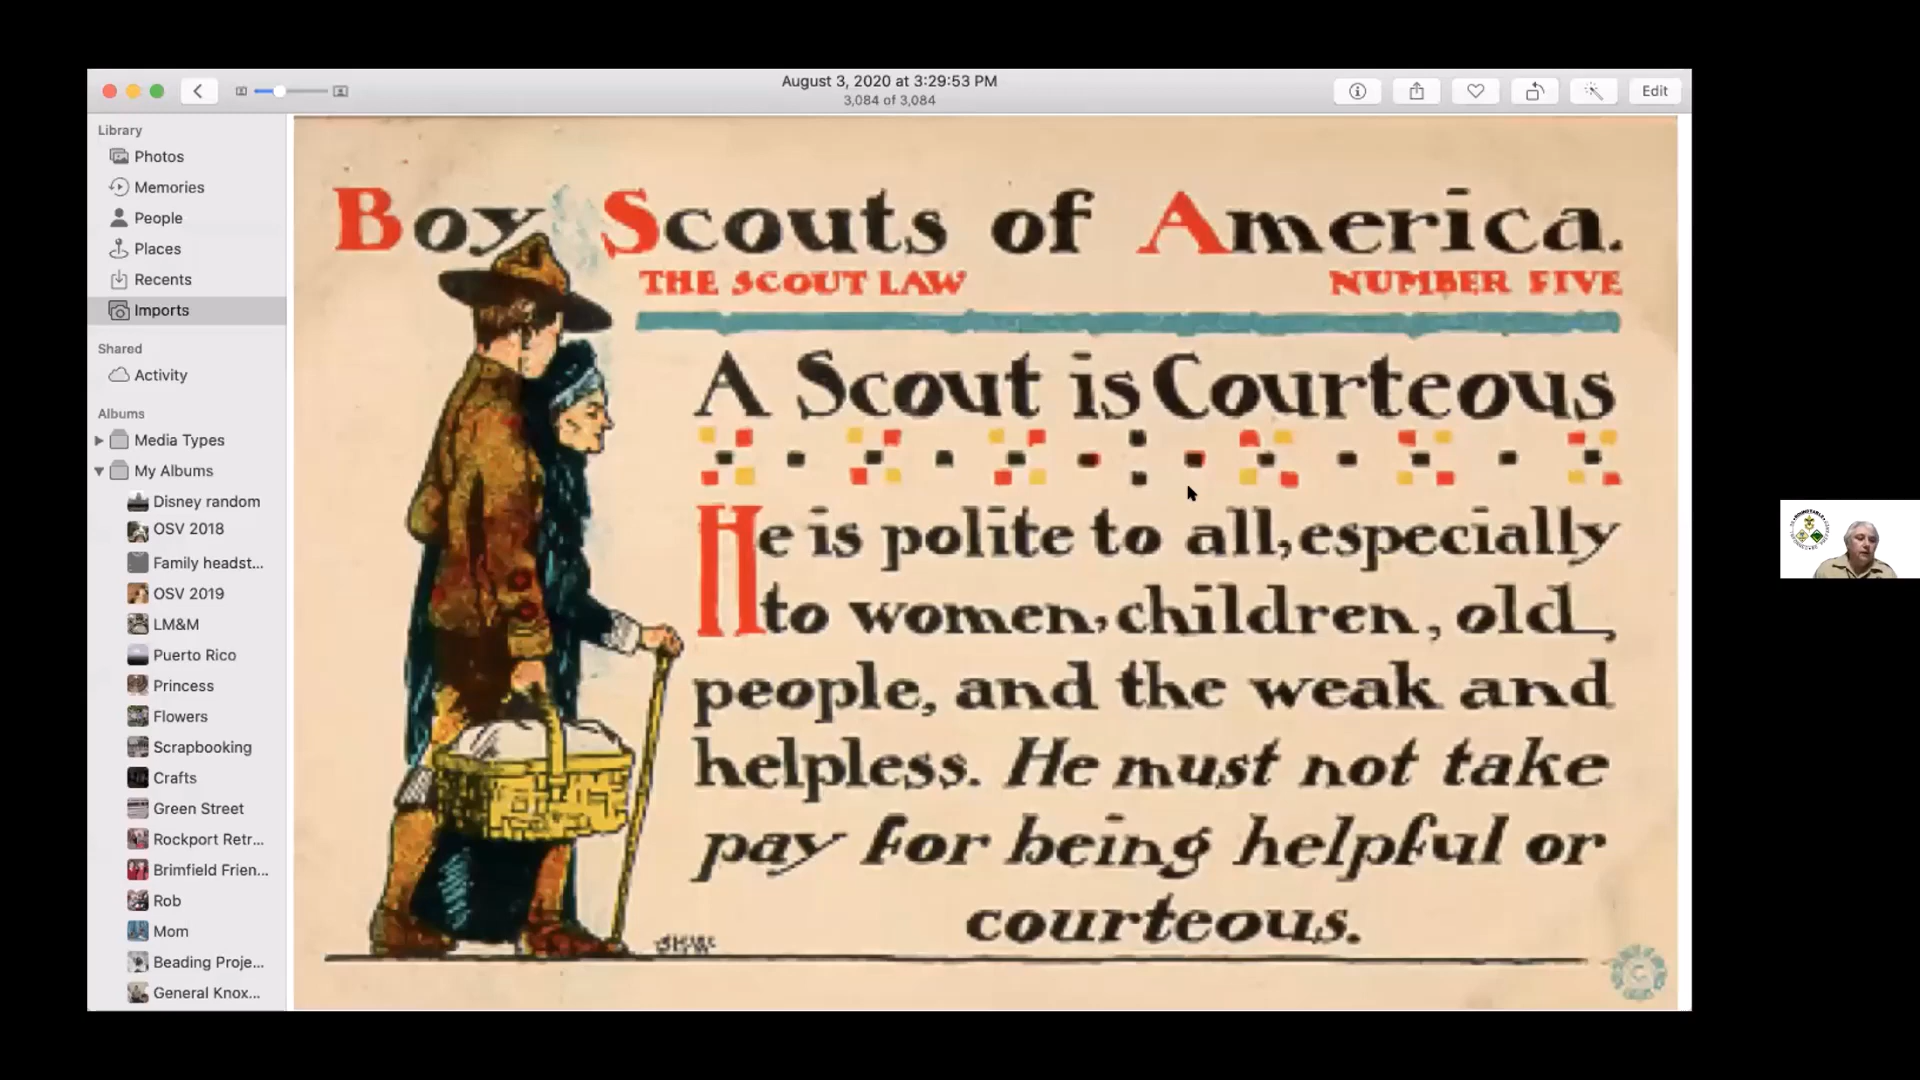 August 3, 2020 at 3:29:53 PM
3,084 of 3,084
Edit
Library
Photos
Memories
People
Places
Recents
Imports
Shared
Activity
Albums
Media Types
My Albums
Disney random
OSV 2018
Family headst...
OSV 2019
LM&M
Puerto Rico
Princess
Flowers
Scrapbooking
Crafts
Green Street
Rockport Retr...
Brimfield Frien...
Rob
Mom
Beading Proje...
General Knox...
Boy Scouts of America.
THE SCOUT LAW NUMBER FIVE
A Scout is Courteous
He is polite to all, especially
to women, children, old
people, and the weak and
helpless. He must not take
pay for being helpful or
courteous.